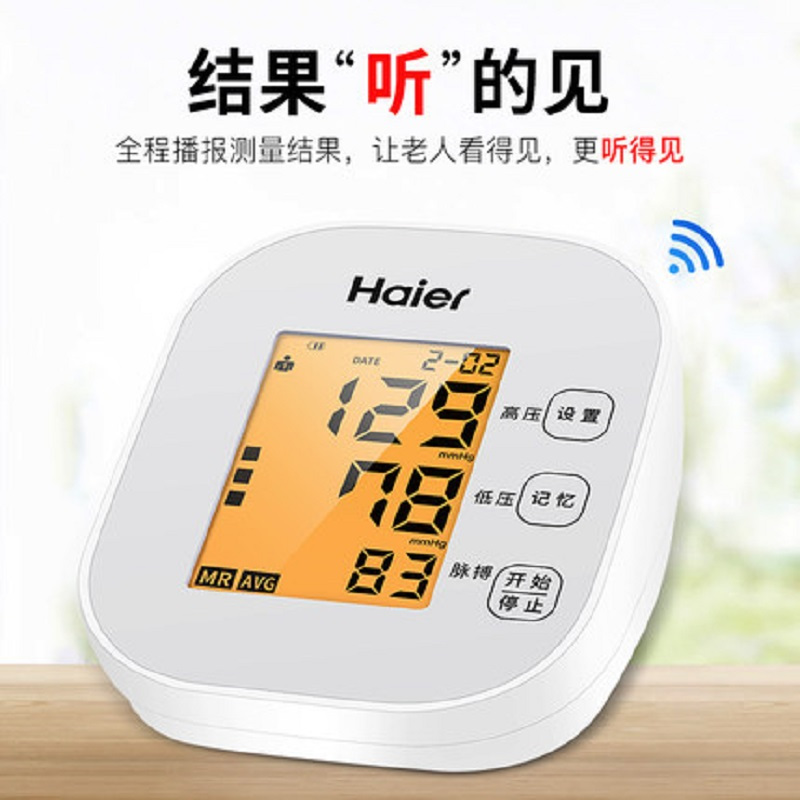 结果“听”的见
全程播报测量结果，让老人看得见，更听得见
Haier
DATE 2-02
129 高压 设置
mmHg
78 低压 记忆
mmHg
83 脉搏 开始
停止
MR AVG